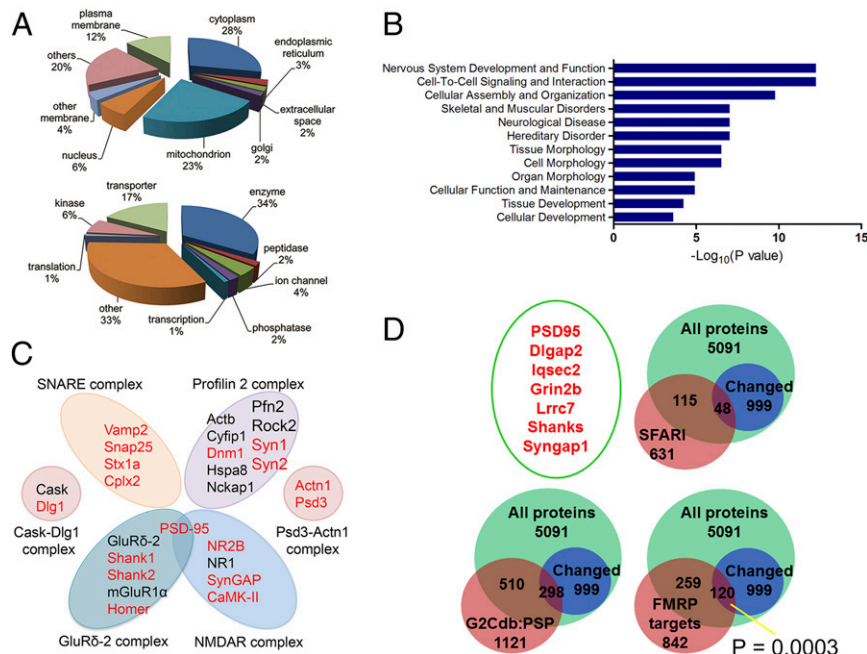 A
plasma
membrane
12%
cytoplasm
28%
others
20%
endoplasmic
reticulum
3%
other
membrane
4%
extracellular
space
2%
nucleus
6%
mitochondrion
23%
golgi
2%
transporter
17%
enzyme
34%
kinase
6%
peptidase
2%
translation
1%
ion channel
4%
other
33%
transcription
1%
phosphatase
2%
B
Nervous System Development and Function
Cell-To-Cell Signaling and Interaction
Cellular Assembly and Organization
Skeletal and Muscular Disorders
Neurological Disease
Hereditary Disorder
Tissue Morphology
Cell Morphology
Organ Morphology
Cellular Function and Maintenance
Tissue Development
Cellular Development
0 5 10 15
-Log10(P value)
C
SNARE complex
Profilin 2 complex
Vamp2
Snap25
Stx1a
Cplx2
Actb
Cyfip1
Dnm1
Hspa8
Nckap1
Pfn2
Rock2
Syn1
Syn2
Cask
Dlg1
Cask-Dlg1
complex
Actn1
Psd3
Psd3-Actn1
complex
PSD-95
GluRδ-2
Shank1
Shank2
mGluR1α
Homer
NR2B
NR1
SynGAP
CaMK-II
GluRδ-2 complex
NMDAR complex
D
PSD95
Dlgap2
Iqsec2
Grin2b
Lrrc7
Shanks
Syngap1
All proteins
5091
Changed
999
115
48
SFARI
631
All proteins
5091
Changed
999
510
298
G2Cdb:PSP
1121
All proteins
5091
Changed
999
259
120
FMRP
targets
842
P = 0.0003